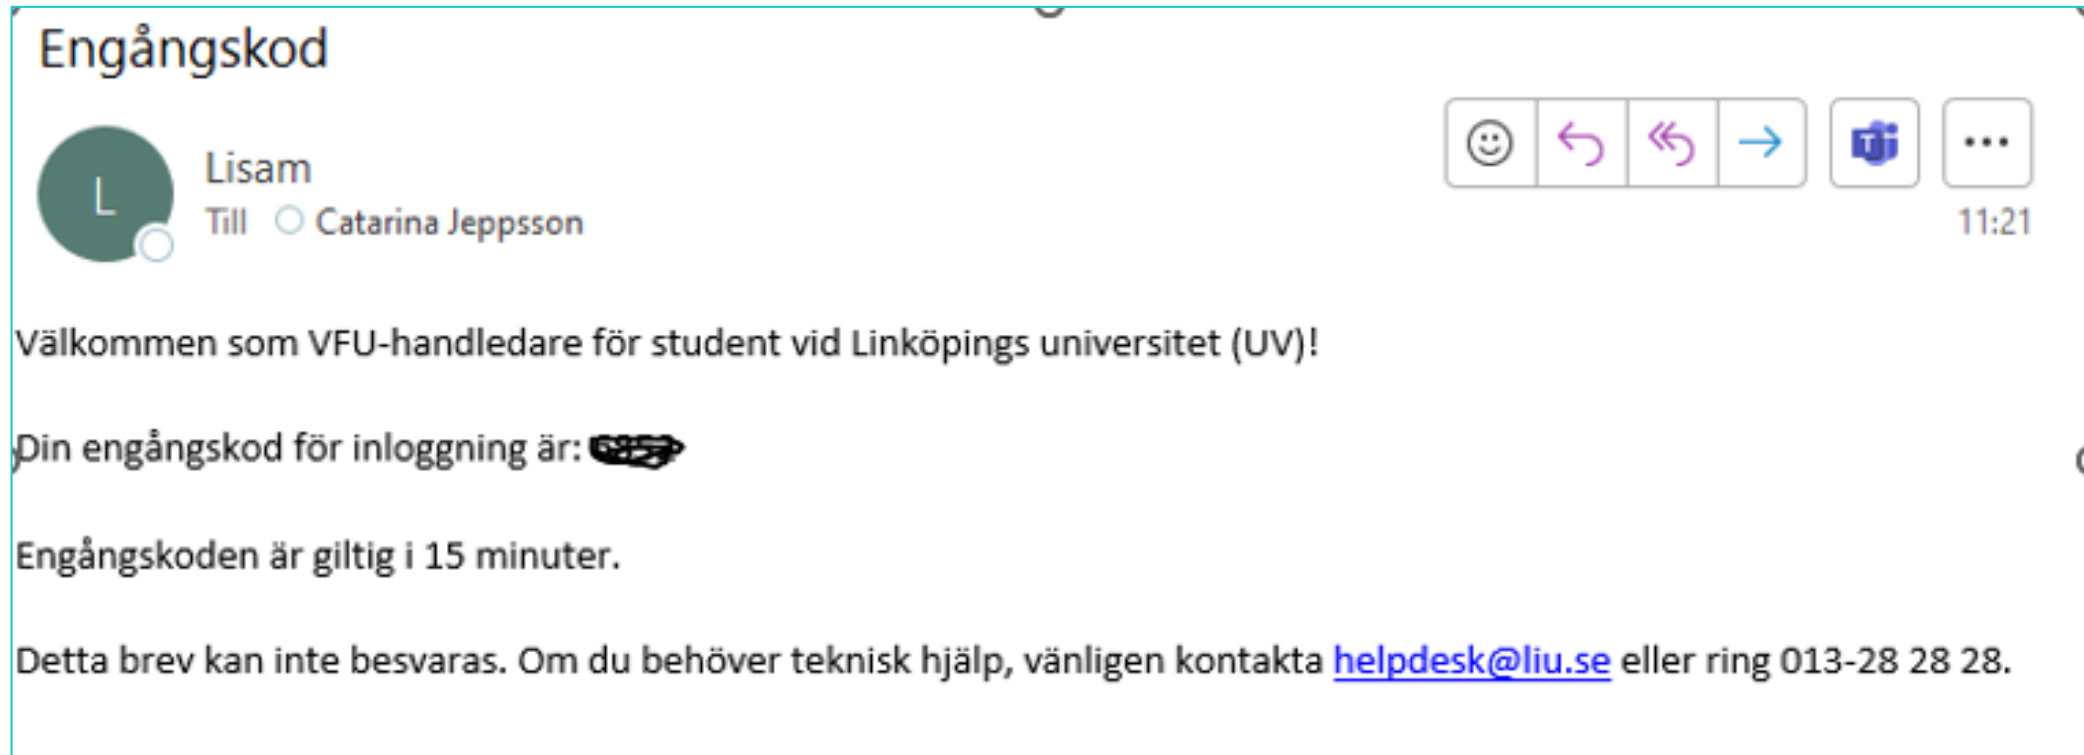 Engångskod
L
Lisam
Till Catarina Jeppsson
11:21
Välkommen som VFU-handledare för student vid Linköpings universitet (UV)!
Din engångskod för inloggning är:
Engångskoden är giltig i 15 minuter.
Detta brev kan inte besvaras. Om du behöver teknisk hjälp, vänligen kontakta helpdesk@liu.se eller ring 013-28 28 28.